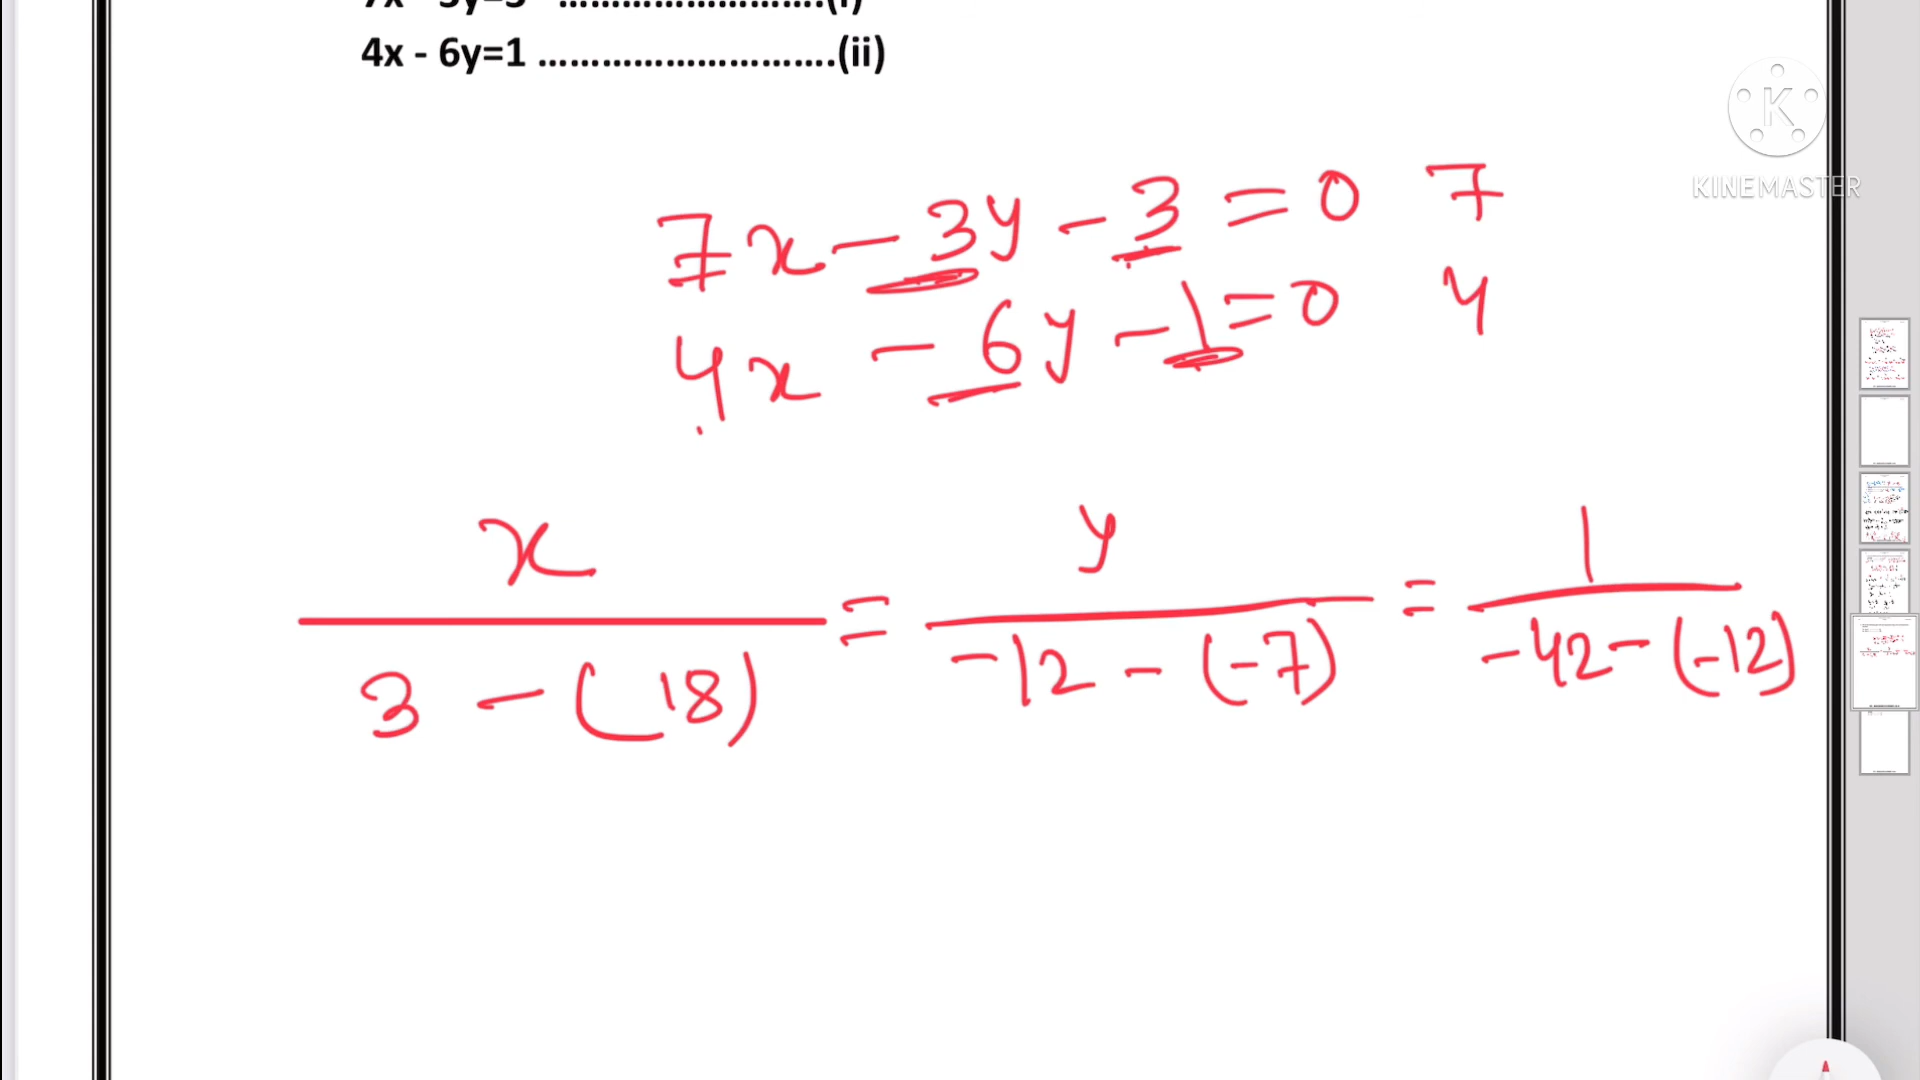 4x - 6y=1 ............................(ii)
KINEMASTER
7x - 3y - 3 = 0 7
4x - 6y - 1 = 0 4
x = y = 1
3 - (18) -12 - (-7) -42 - (-12)